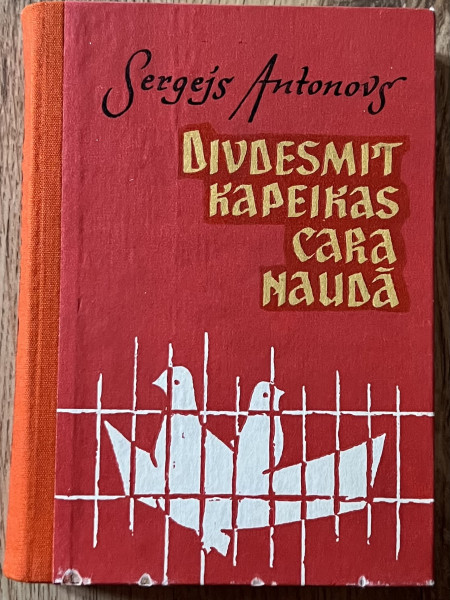 Sergejs Antonovs
DIVDESMIT
KAPEIKAS
CARA
NAUDĀ